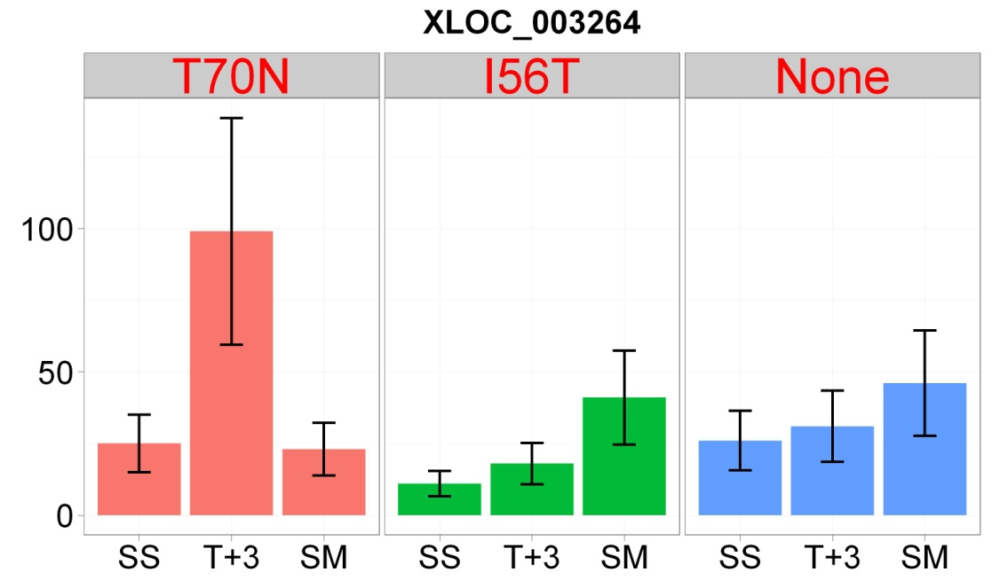 XLOC_003264
T70N I56T None
100
50
0
SS T+3 SM SS T+3 SM SS T+3 SM